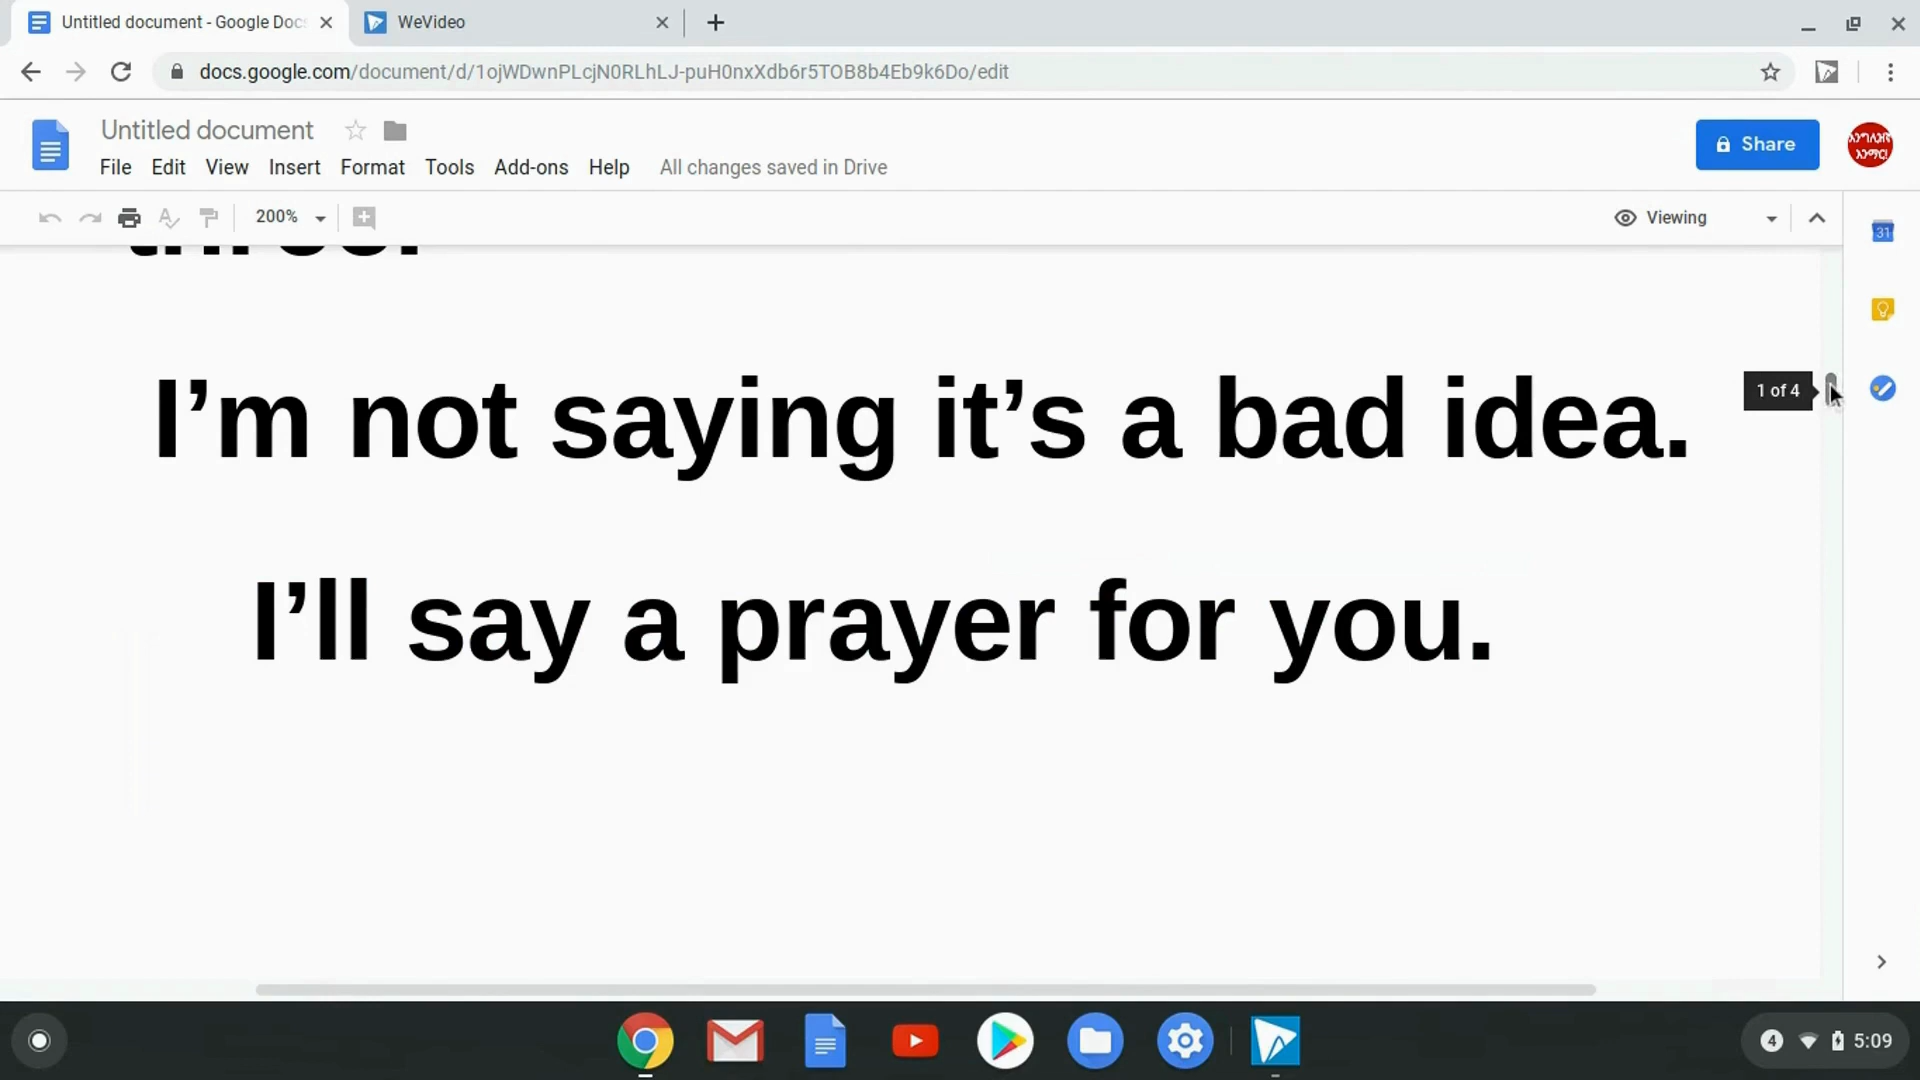 Untitled document - Google Docs
WeVideo
docs.google.com/document/d/1ojWDwnPLcjN0RLhLJ-puH0nxXdb6r5TOB8b4Eb9k6Do/edit
Untitled document
File Edit View Insert Format Tools Add-ons Help All changes saved in Drive
Share
200%
Viewing
31
I’m not saying it’s a bad idea.
1 of 4
I’ll say a prayer for you.
4
5:09